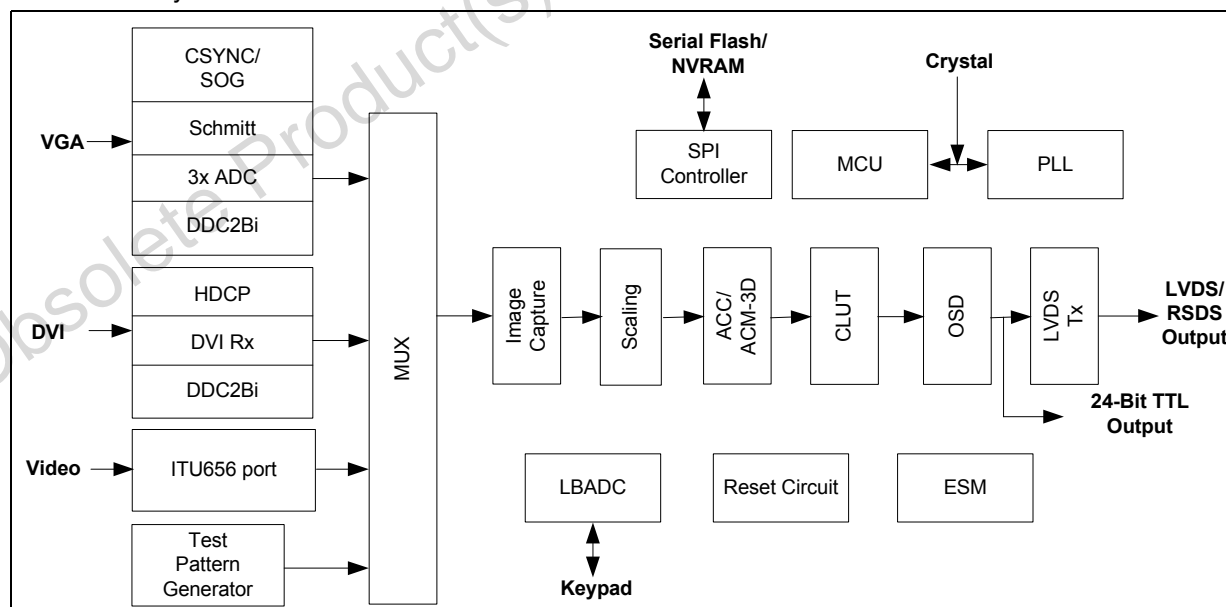 Obsolete Product(s)
CSYNC/
SOG
Schmitt
3x ADC
DDC2Bi
VGA
HDCP
DVI Rx
DDC2Bi
DVI
Video
ITU656 port
Test
Pattern
Generator
MUX
Serial Flash/
NVRAM
SPI
Controller
Crystal
MCU
PLL
Image
Capture
Scaling
ACC/
ACM-3D
CLUT
OSD
LVDS
Tx
LVDS/
RSDS
Output
24-Bit TTL
Output
LBADC
Keypad
Reset Circuit
ESM